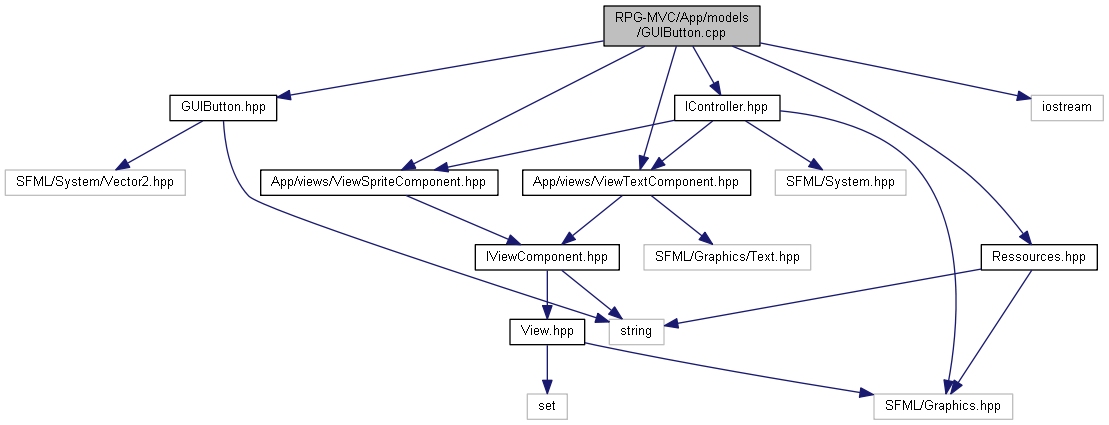 RPG-MVC/App/models
/GUIButton.cpp
GUIButton.hpp
IController.hpp
iostream
SFML/System/Vector2.hpp
App/views/ViewSpriteComponent.hpp
App/views/ViewTextComponent.hpp
SFML/System.hpp
IViewComponent.hpp
SFML/Graphics/Text.hpp
Ressources.hpp
View.hpp
string
set
SFML/Graphics.hpp